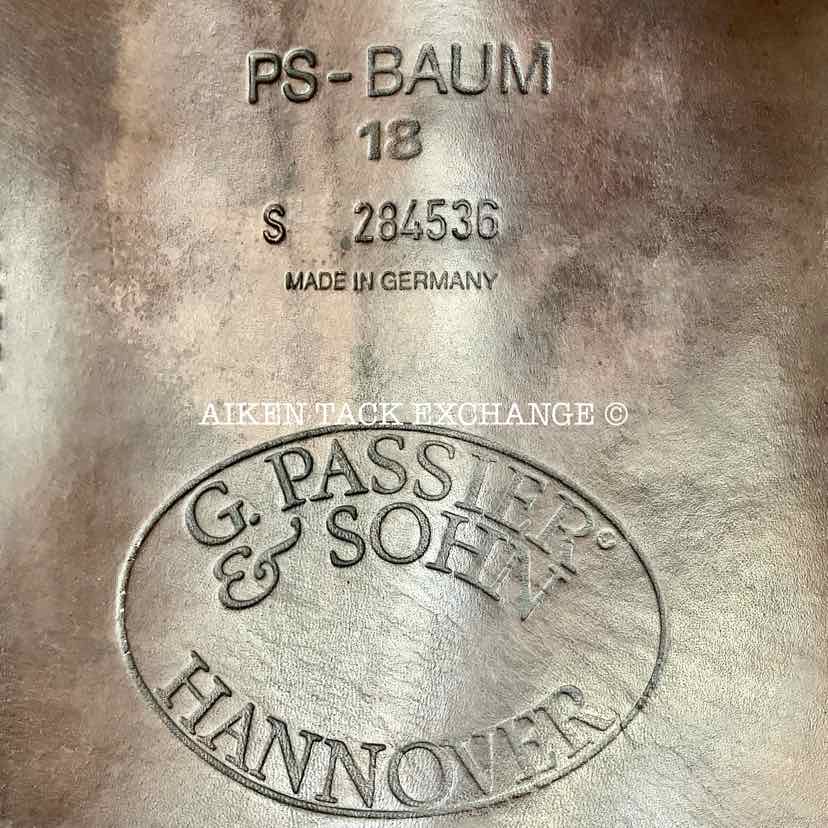 PS-BAUM
18
S 284536
MADE IN GERMANY
AIKEN TACK EXCHANGE ©
G. PASSIER
& SOHN
HANNOVER